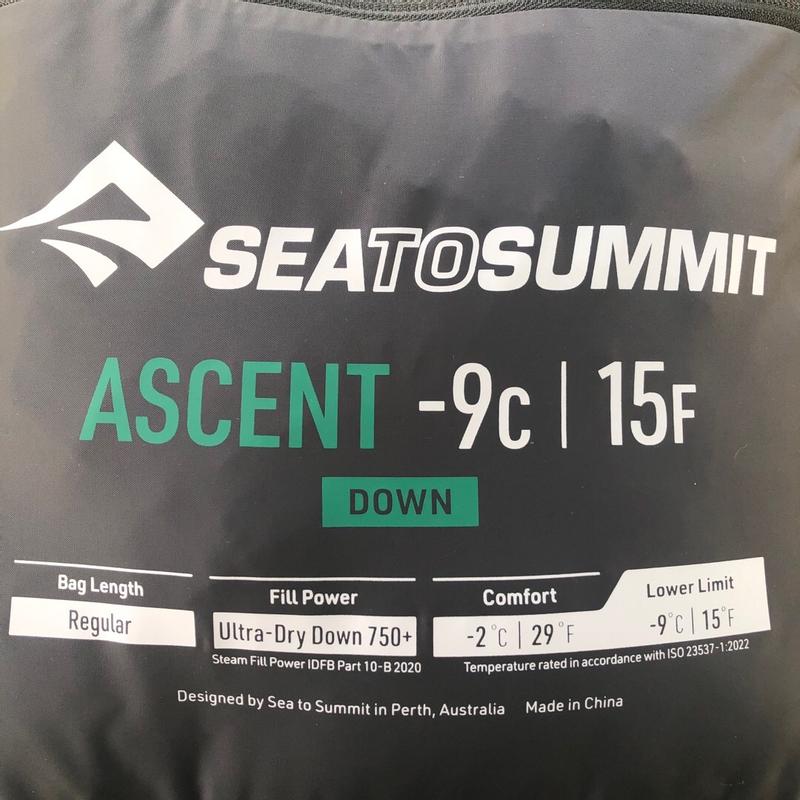 SEATOSUMMIT
ASCENT -9C | 15F
DOWN
Bag Length
Regular
Fill Power
Ultra-Dry Down 750+
Steam Fill Power IDFB Part 10-B 2020
Comfort
-2°C | 29°F
Lower Limit
-9°C | 15°F
Temperature rated in accordance with ISO 23537-1:2022
Designed by Sea to Summit in Perth, Australia Made in China